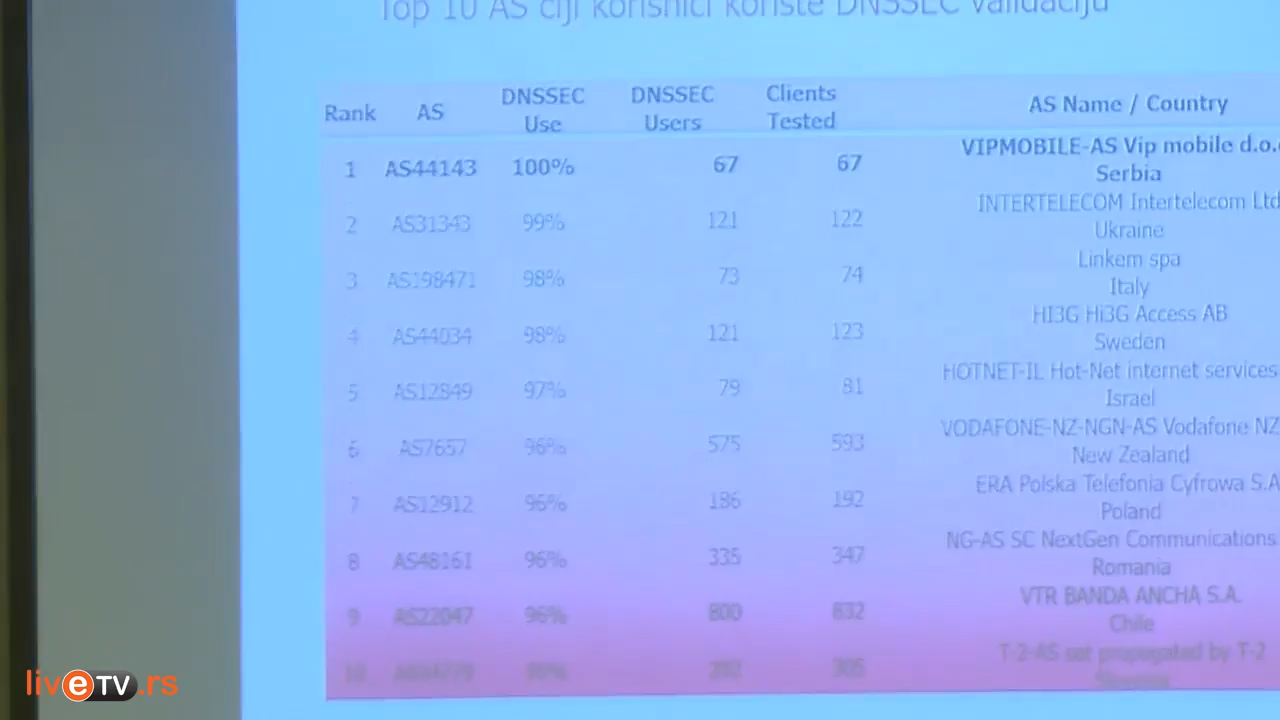 Top 10 AS čiji korisnici koriste DNSSEC validaciju
Rank AS DNSSEC Use DNSSEC Users Clients Tested AS Name / Country
1 AS44143 100% 67 67 VIPMOBILE-AS Vip mobile d.o.
Serbia
2 AS31343 99% 121 122 INTERTELECOM Intertelecom Ltd
Ukraine
3 AS198471 98% 73 74 Linkem spa
Italy
4 AS44034 98% 121 123 HI3G Hi3G Access AB
Sweden
5 AS12849 97% 79 81 HOTNET-IL Hot-Net internet services
Israel
6 AS7657 96% 575 593 VODAFONE-NZ-NGN-AS Vodafone NZ
New Zealand
7 AS12912 96% 186 192 ERA Polska Telefonia Cyfrowa S.A
Poland
8 AS48161 96% 335 347 NG-AS SC NextGen Communications
Romania
9 AS22047 96% 800 832 VTR BANDA ANCHA S.A.
Chile
10 305 T-2-AS set propagated by T-2
liveTV.rs